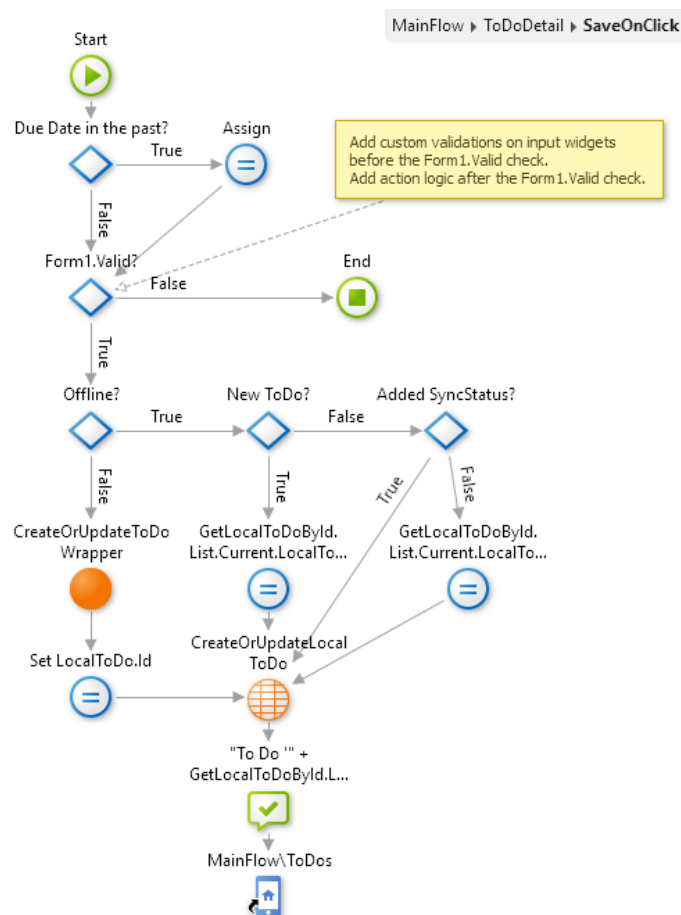 MainFlow ▸ ToDoDetail ▸ SaveOnClick
Start
Due Date in the past?
True
Assign
Add custom validations on input widgets
before the Form1.Valid check.
Add action logic after the Form1.Valid check.
False
Form1.Valid?
False
End
True
Offline?
True
New ToDo?
False
Added SyncStatus?
False
True
True
False
CreateOrUpdateToDo
Wrapper
GetLocalToDoById.
List.Current.LocalTo...
GetLocalToDoById.
List.Current.LocalTo...
Set LocalToDo.Id
CreateOrUpdateLocal
ToDo
"To Do '" +
GetLocalToDoById.L...
MainFlow\ToDos